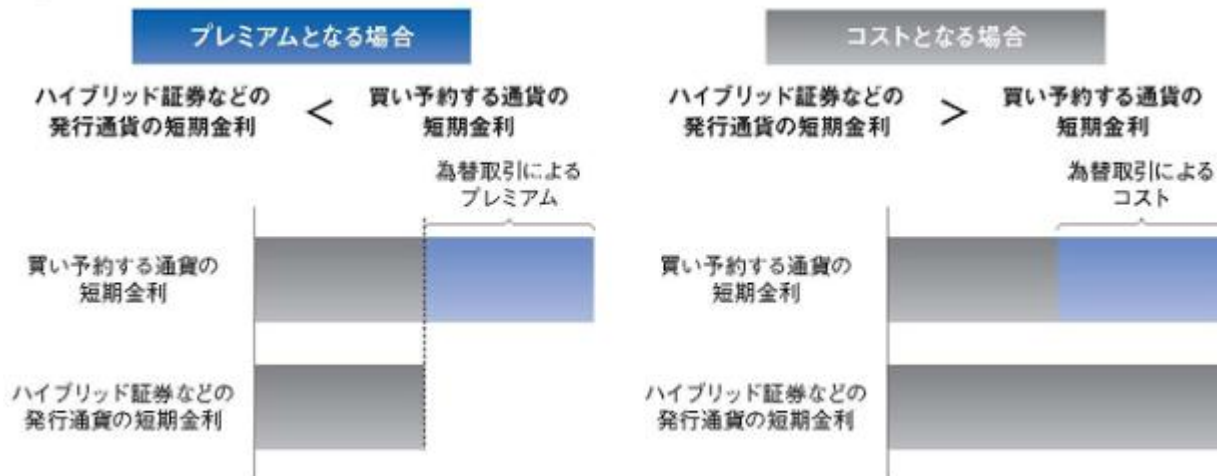 プレミアムとなる場合
ハイブリッド証券などの
発行通貨の短期金利
<
買い予約する通貨の
短期金利
為替取引による
プレミアム
買い予約する通貨の
短期金利
ハイブリッド証券などの
発行通貨の短期金利
コストとなる場合
ハイブリッド証券などの
発行通貨の短期金利
>
買い予約する通貨の
短期金利
為替取引による
コスト
買い予約する通貨の
短期金利
ハイブリッド証券などの
発行通貨の短期金利